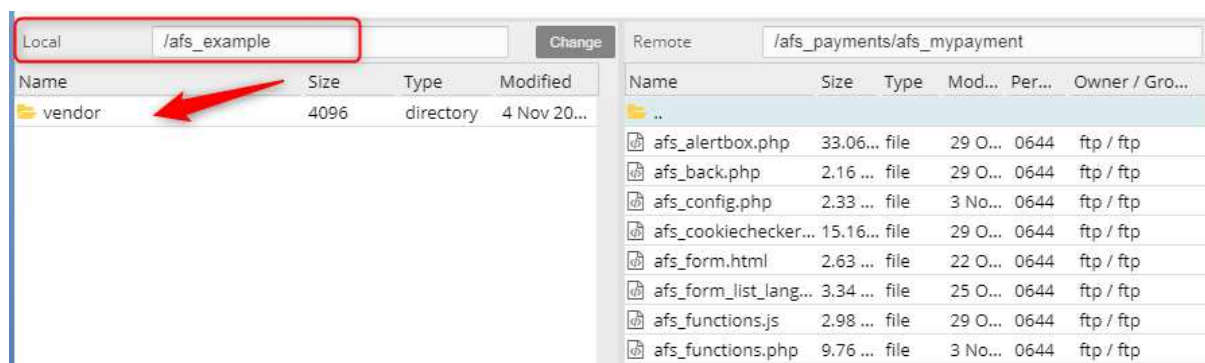 Local /afs_example Change Remote /afs_payments/afs_mypayment
Name Size Type Modified Name Size Type Mod... Per... Owner / Gro...
vendor 4096 directory 4 Nov 20... ..
afs_alertbox.php 33.06... file 29 O... 0644 ftp / ftp
afs_back.php 2.16 ... file 29 O... 0644 ftp / ftp
afs_config.php 2.33 ... file 3 No... 0644 ftp / ftp
afs_cookiechecker... 15.16... file 29 O... 0644 ftp / ftp
afs_form.html 2.63 ... file 22 O... 0644 ftp / ftp
afs_form_list_lang... 3.34 ... file 25 O... 0644 ftp / ftp
afs_functions.js 2.98 ... file 29 O... 0644 ftp / ftp
afs_functions.php 9.76 ... file 3 No... 0644 ftp / ftp